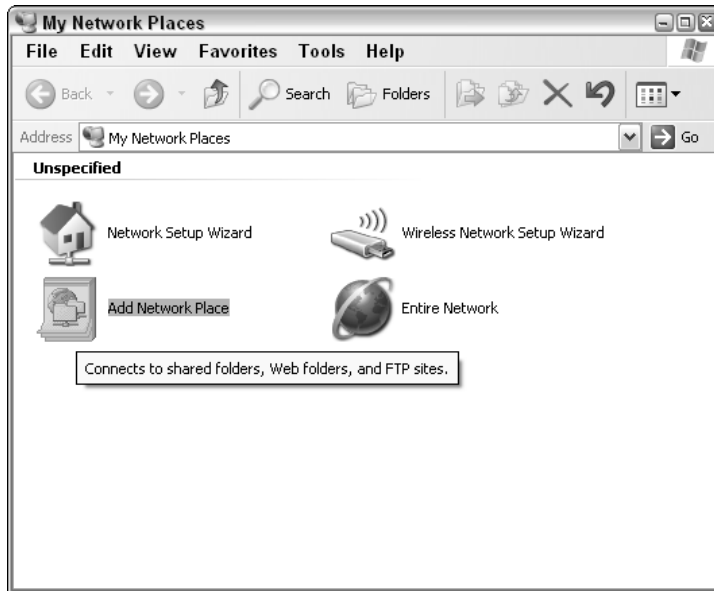 My Network Places
File Edit View Favorites Tools Help
Back Search Folders
Address My Network Places Go
Unspecified
Network Setup Wizard Wireless Network Setup Wizard
Add Network Place Entire Network
Connects to shared folders, Web folders, and FTP sites.